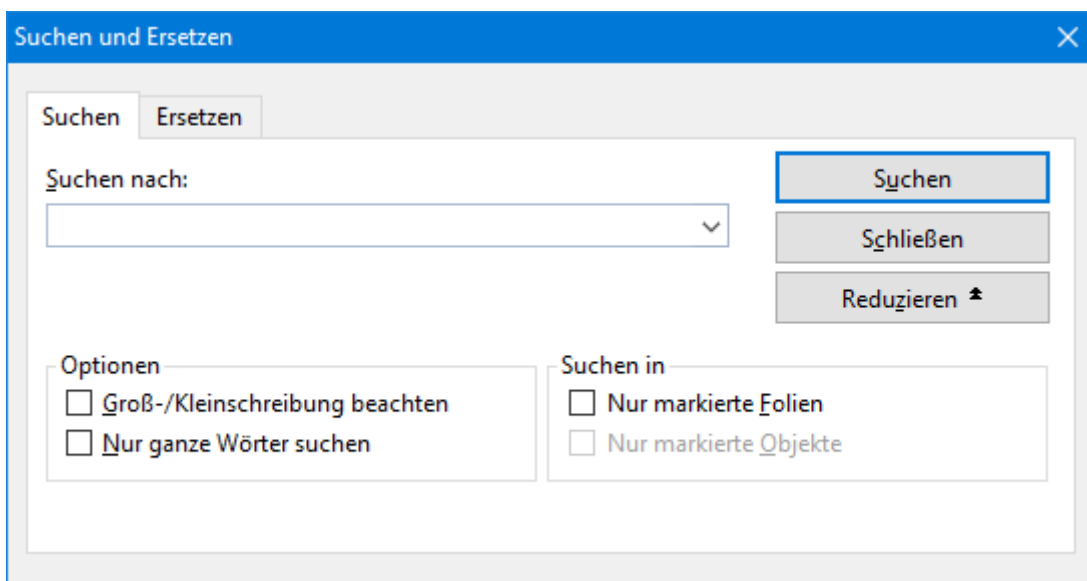 Suchen und Ersetzen
Suchen Ersetzen
Suchen nach:
Suchen
Schließen
Reduzieren
Optionen
Groß-/Kleinschreibung beachten
Nur ganze Wörter suchen
Suchen in
Nur markierte Folien
Nur markierte Objekte